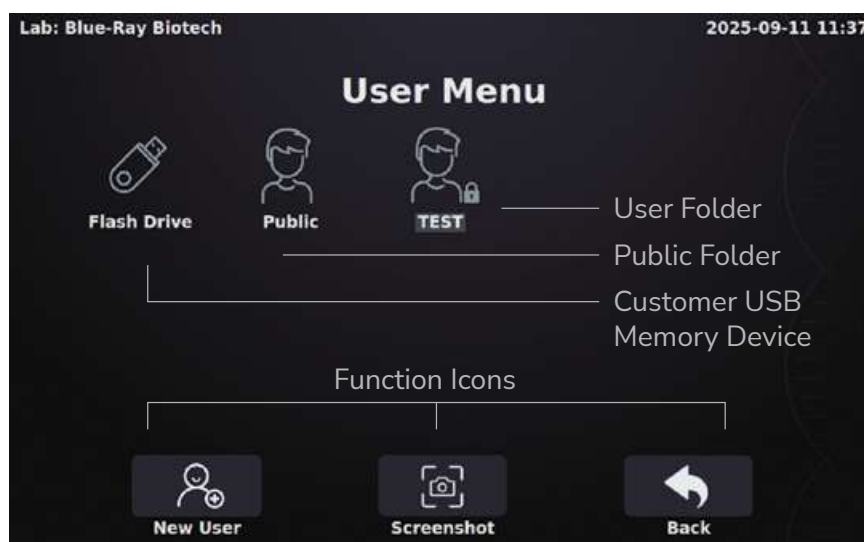 Lab: Blue-Ray Biotech
2025-09-11 11:37
User Menu
Flash Drive
Public
TEST
User Folder
Public Folder
Customer USB
Memory Device
Function Icons
New User
Screenshot
Back